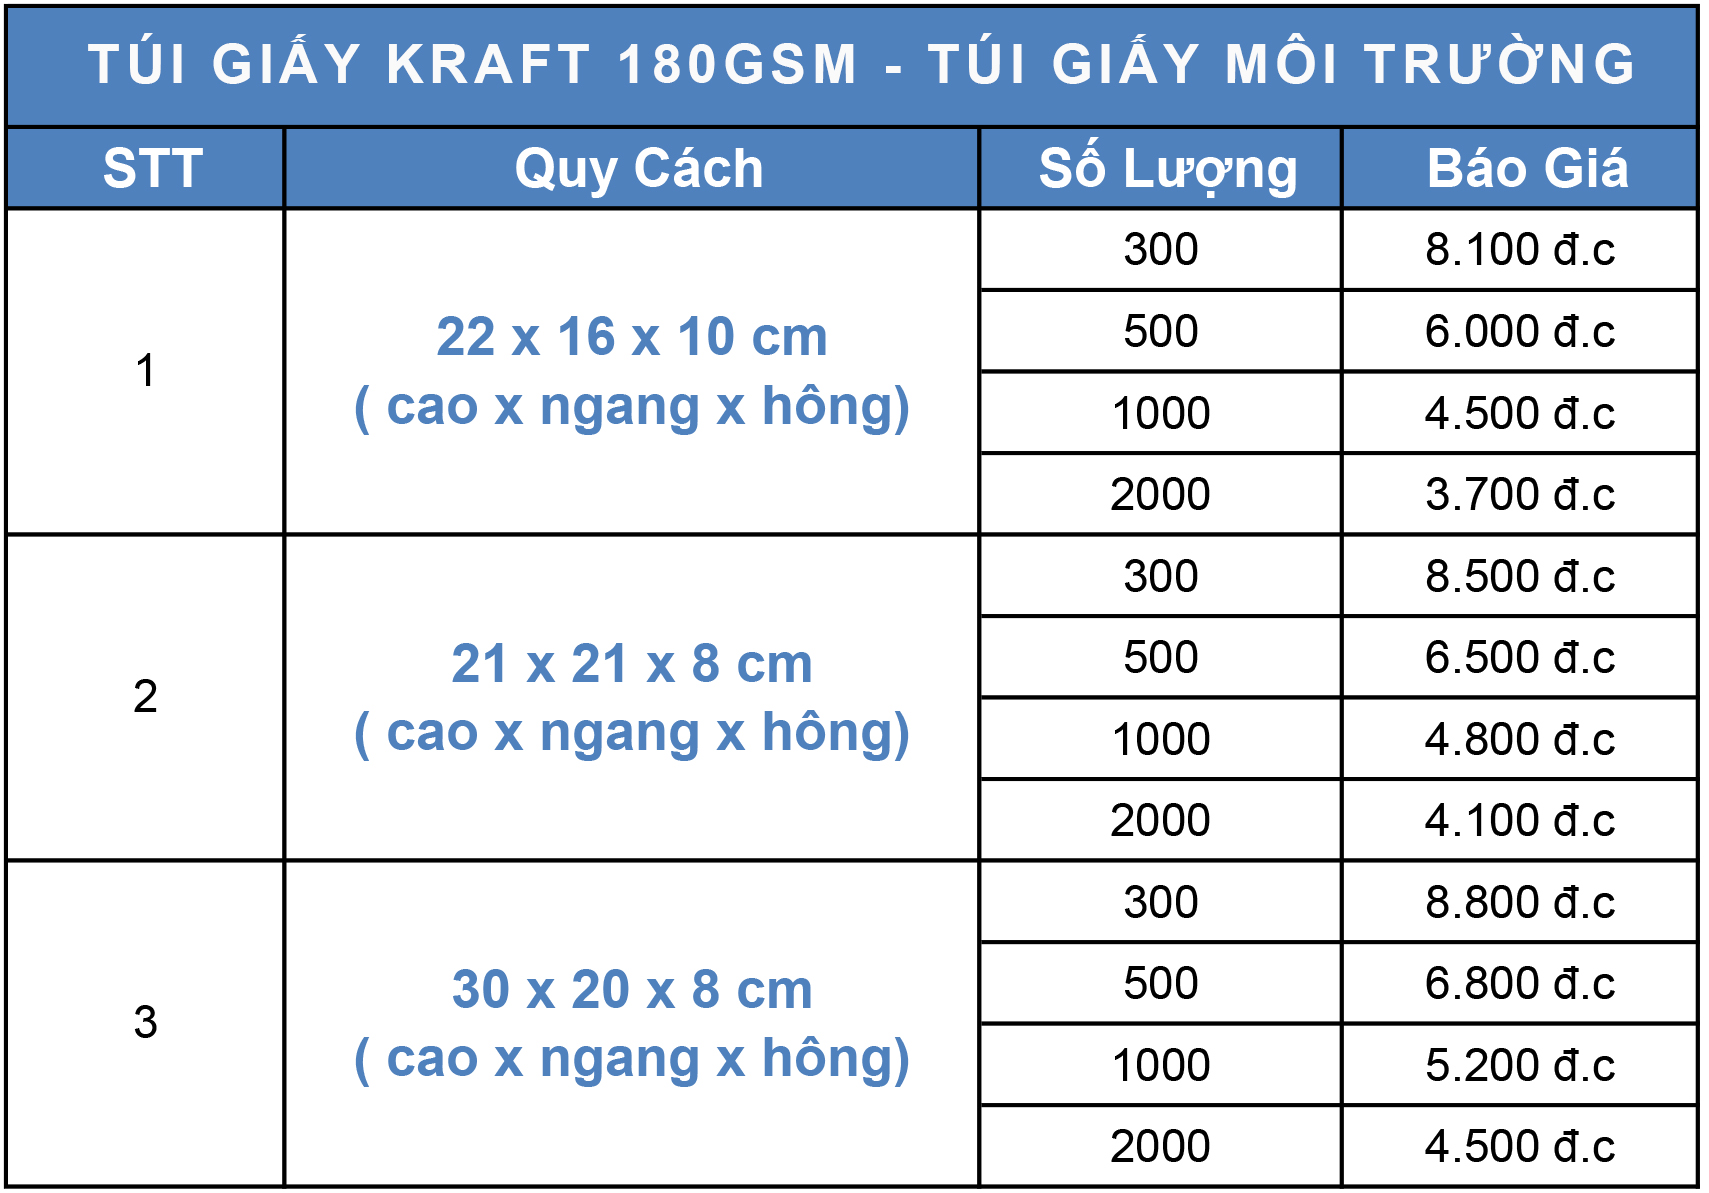 TÚI GIẤY KRAFT 180GSM - TÚI GIẤY MÔI TRƯỜNG
STT Quy Cách Số Lượng Báo Giá
1
22 x 16 x 10 cm
( cao x ngang x hông)
300 8.100 đ.c
500 6.000 đ.c
1000 4.500 đ.c
2000 3.700 đ.c
2
21 x 21 x 8 cm
( cao x ngang x hông)
300 8.500 đ.c
500 6.500 đ.c
1000 4.800 đ.c
2000 4.100 đ.c
3
30 x 20 x 8 cm
( cao x ngang x hông)
300 8.800 đ.c
500 6.800 đ.c
1000 5.200 đ.c
2000 4.500 đ.c